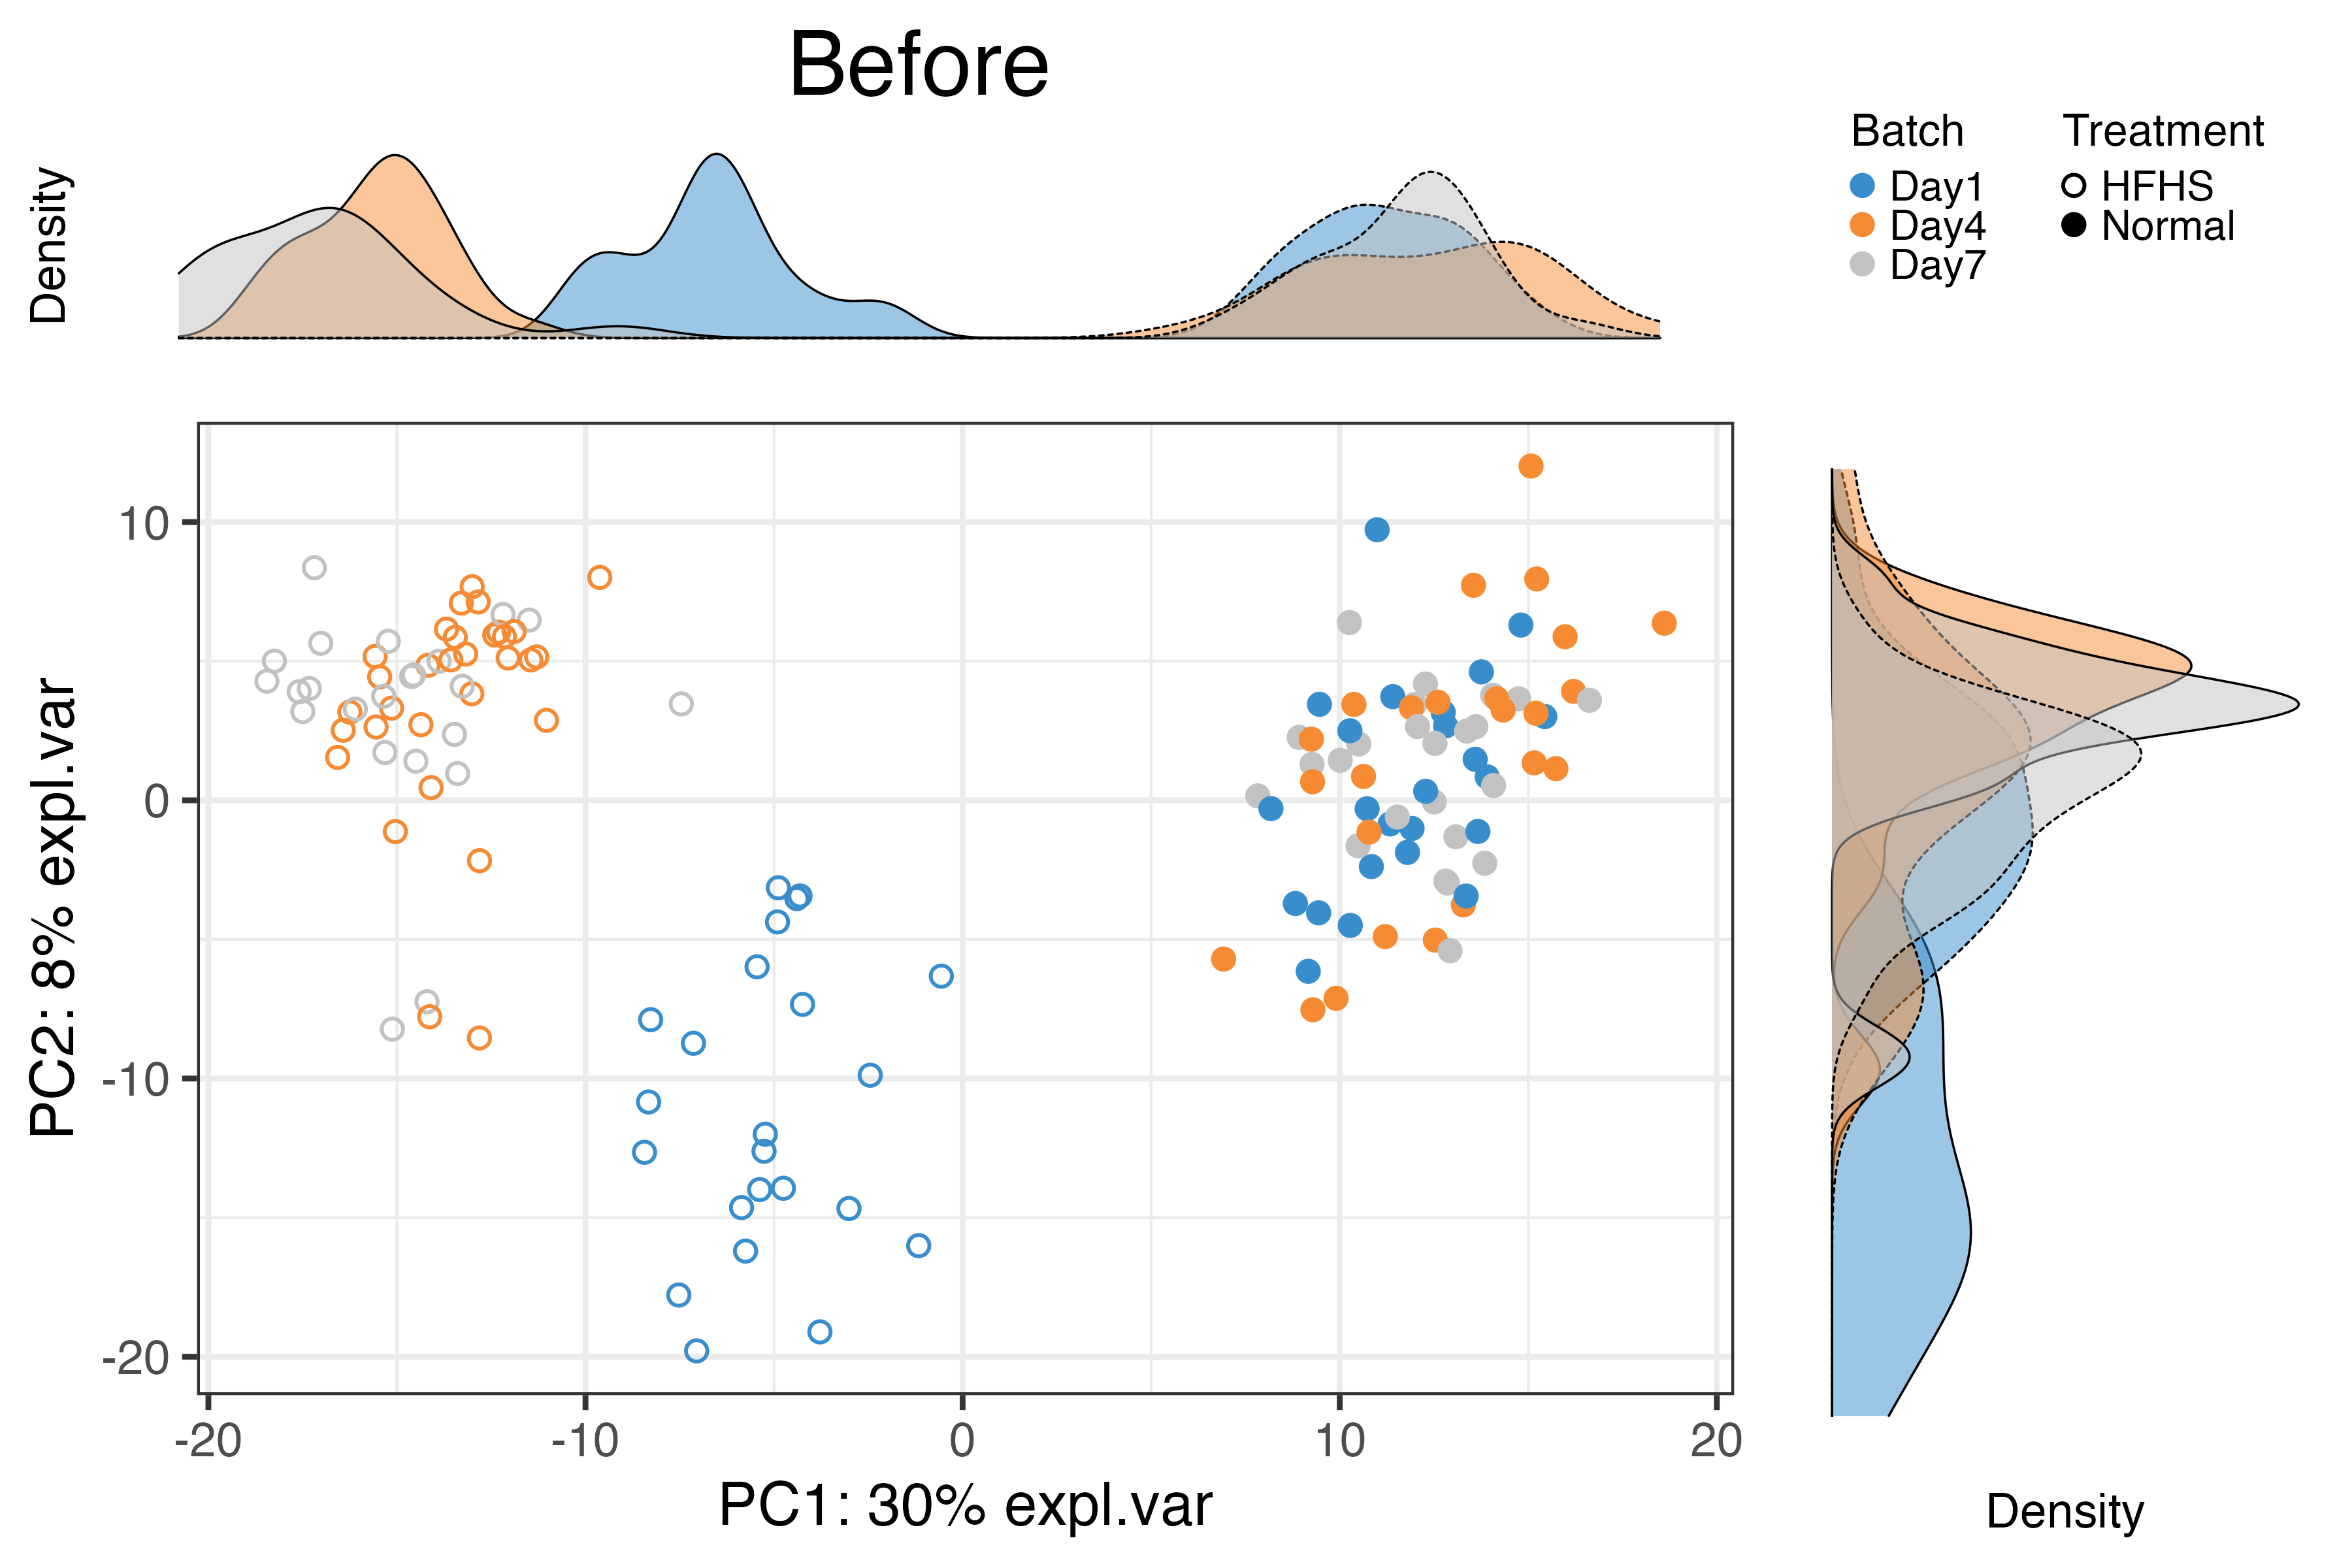 Before
Density
Batch
Day1
Day4
Day7
Treatment
HFHS
Normal
PC2: 8% expl.var
10
0
-10
-20
-20
-10
0
10
20
PC1: 30% expl.var
Density